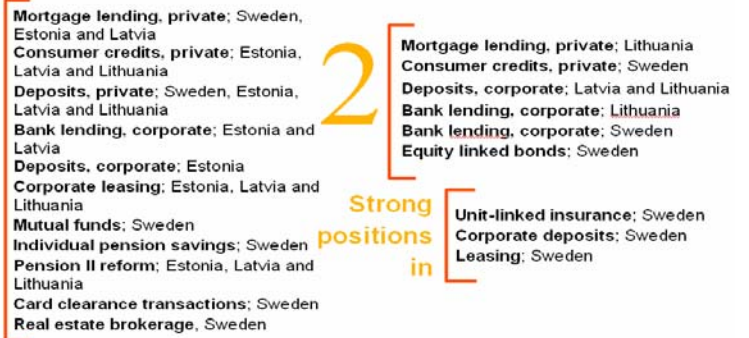 Mortgage lending, private; Sweden,
Estonia and Latvia
Consumer credits, private; Estonia,
Latvia and Lithuania
Deposits, private; Sweden, Estonia,
Latvia and Lithuania
Bank lending, corporate; Estonia and
Latvia
Deposits, corporate; Estonia
Corporate leasing; Estonia, Latvia and
Lithuania
Mutual funds; Sweden
Individual pension savings; Sweden
Pension II reform; Estonia, Latvia and
Lithuania
Card clearance transactions; Sweden
Real estate brokerage, Sweden
2
Mortgage lending, private; Lithuania
Consumer credits, private; Sweden
Deposits, corporate; Latvia and Lithuania
Bank lending, corporate; Lithuania
Bank lending, corporate; Sweden
Equity linked bonds; Sweden
Strong
positions
in
Unit-linked insurance; Sweden
Corporate deposits; Sweden
Leasing; Sweden